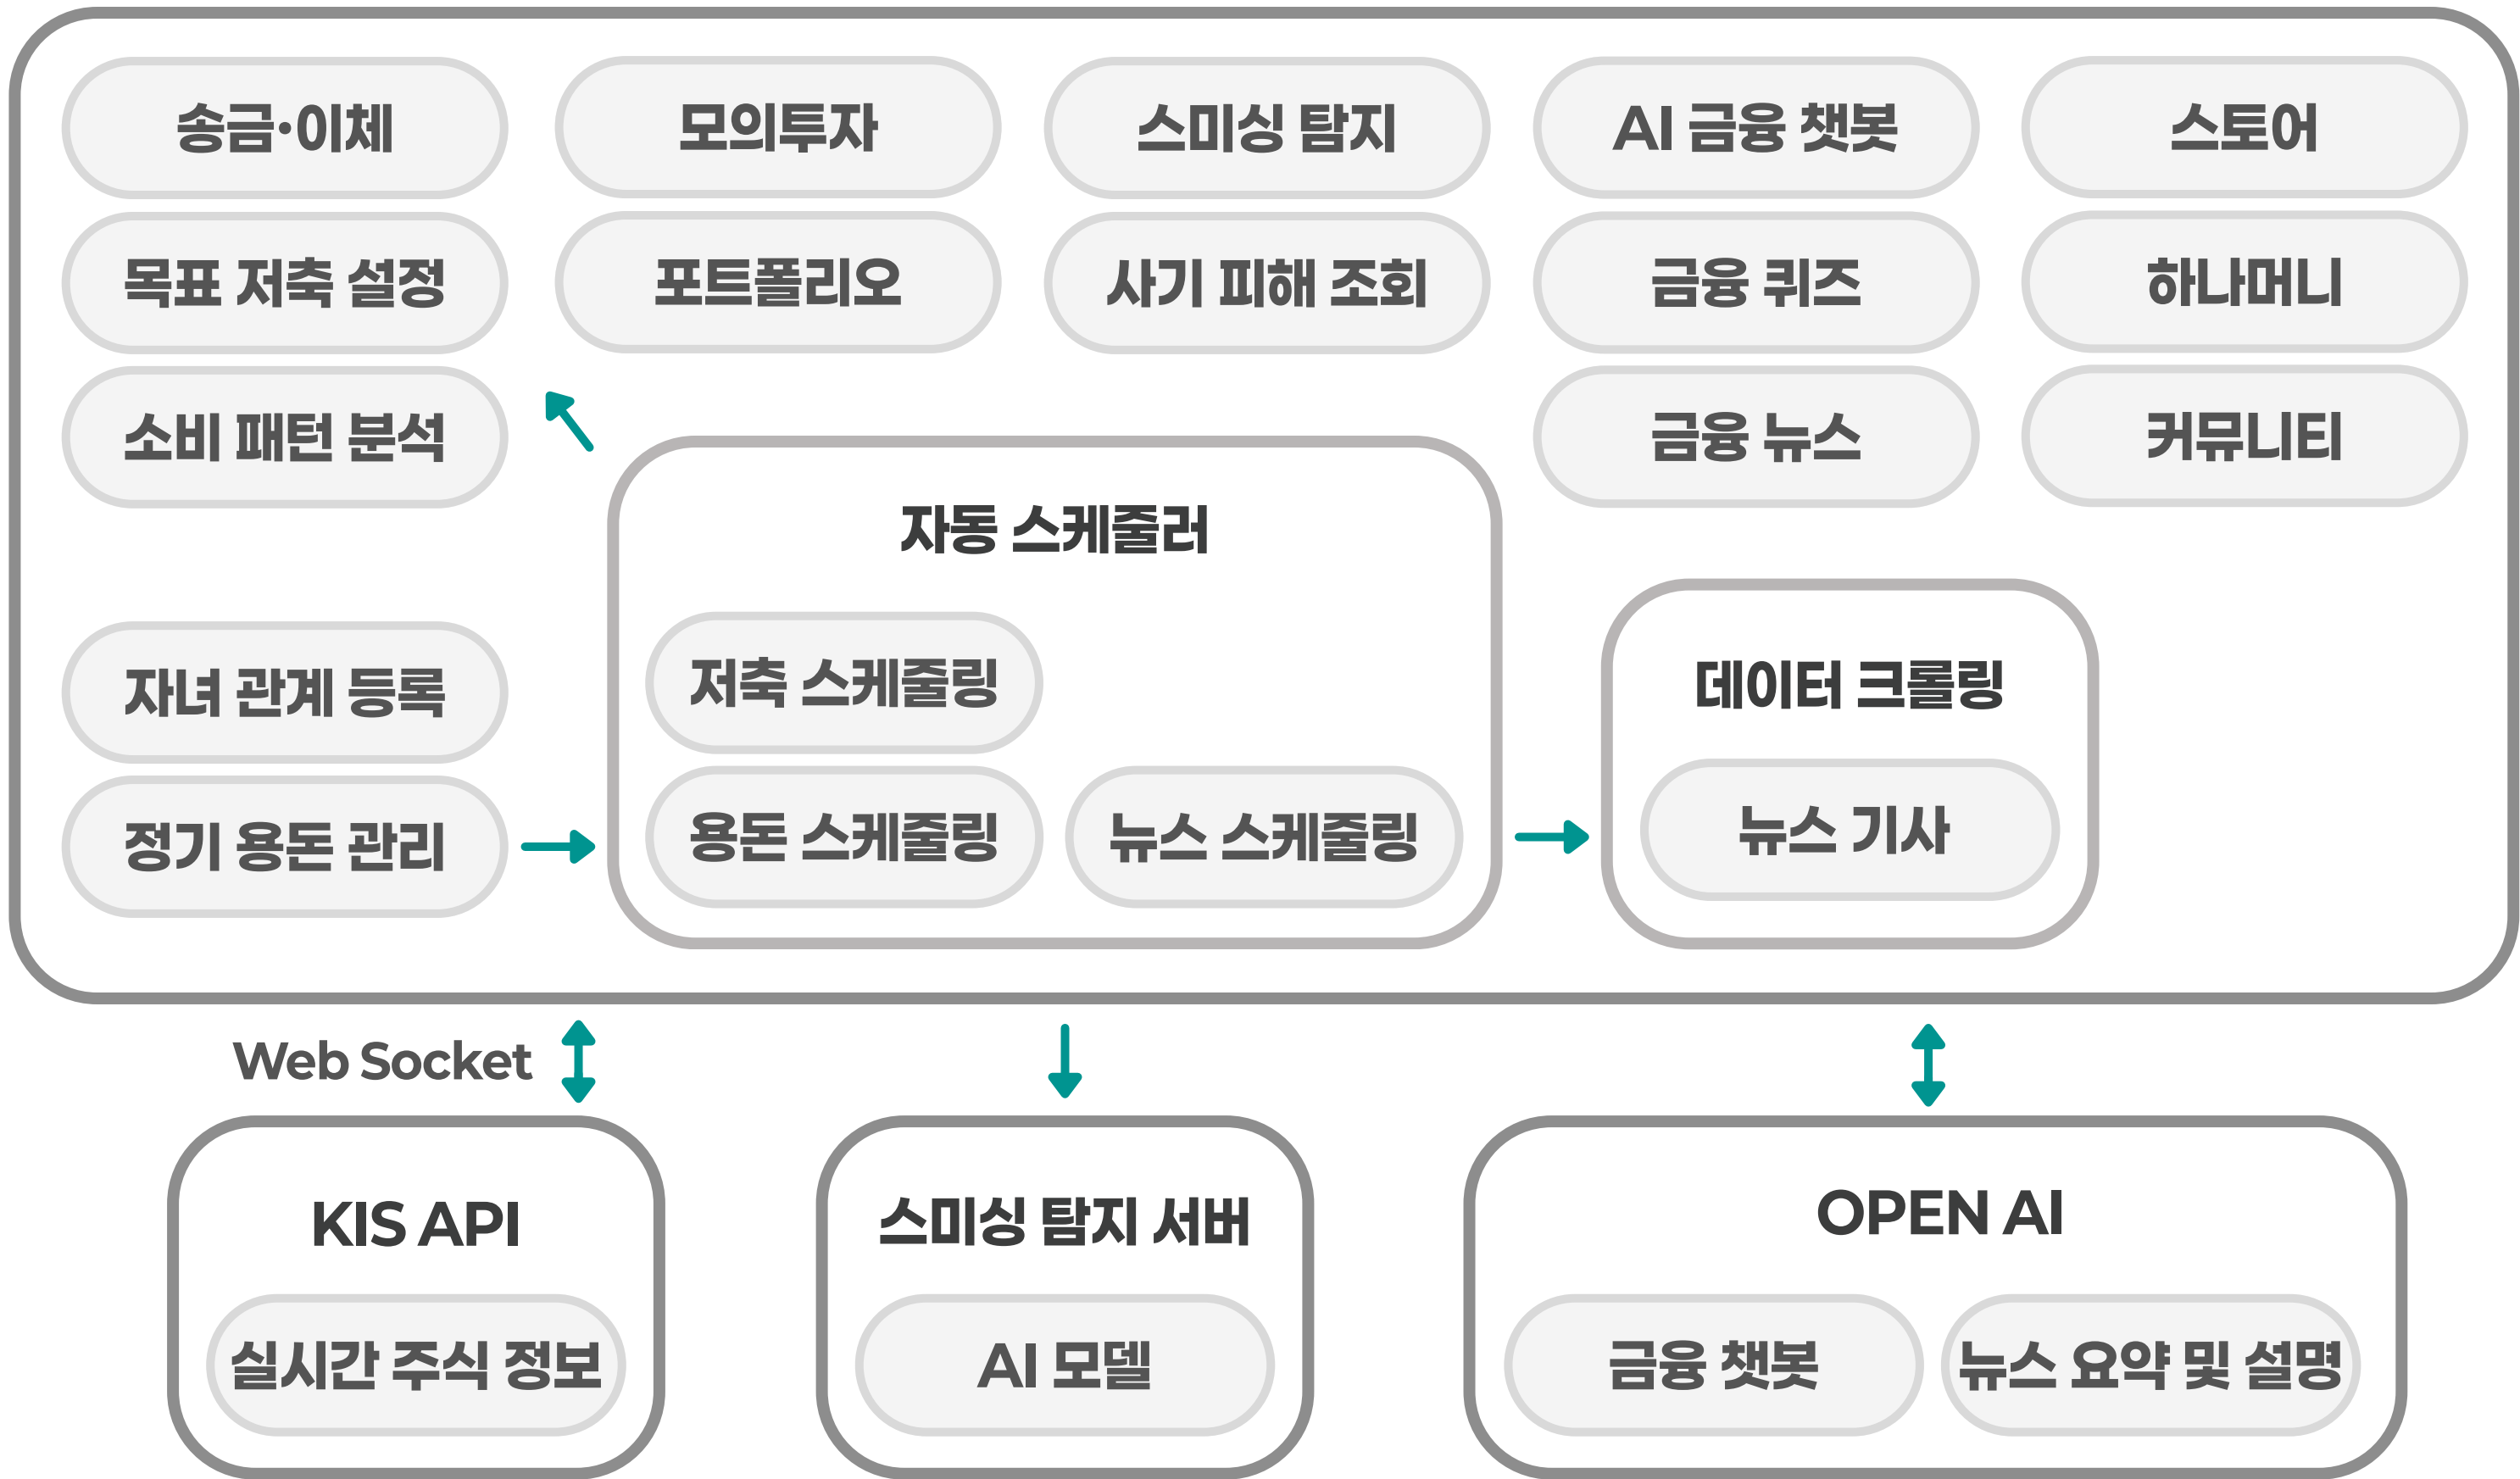 송금·이체
모의투자
스미싱 탐지
AI 금융 챗봇
스토어
목표 저축설정
포트폴리오
사기 피해 조회
금융 퀴즈
하나머니
소비 패턴 분석
금융 뉴스
커뮤니티
자동 스케줄러
자녀 관계 등록
저축 스케줄링
데이터 크롤링
정기 용돈 관리
용돈 스케줄링
뉴스 스케줄링
뉴스 기사
Web Socket
KIS API
스미싱 탐지 서버
OPEN AI
실시간 주식 정보
AI 모델
금융 챗봇
뉴스 요약 및 설명